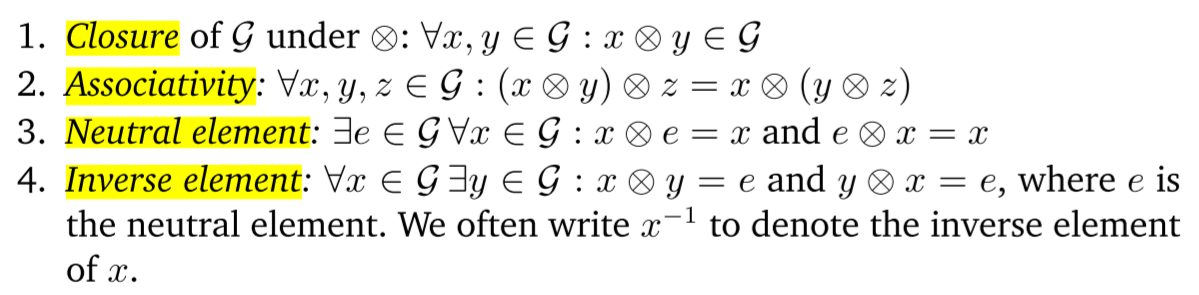 1. Closure of 𝒢 under ⊗: ∀x, y ∈ 𝒢 : x ⊗ y ∈ 𝒢
2. Associativity: ∀x, y, z ∈ 𝒢 : (x ⊗ y) ⊗ z = x ⊗ (y ⊗ z)
3. Neutral element: ∃e ∈ 𝒢 ∀x ∈ 𝒢 : x ⊗ e = x and e ⊗ x = x
4. Inverse element: ∀x ∈ 𝒢 ∃y ∈ 𝒢 : x ⊗ y = e and y ⊗ x = e, where e is
the neutral element. We often write x⁻¹ to denote the inverse element
of x.